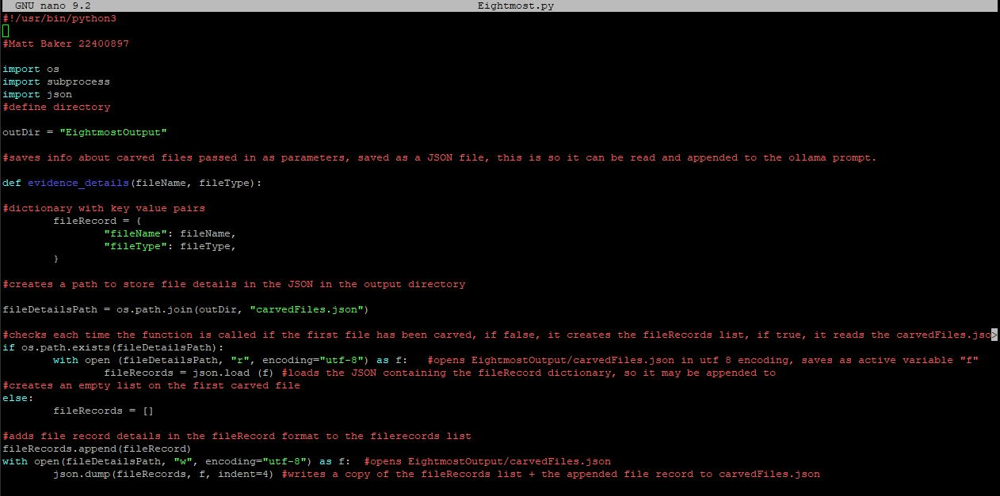 GNU nano 9.2 Eightmost.py
#!/usr/bin/python3
#Matt Baker 22400897
import os
import subprocess
import json
#define directory
outDir = "EightmostOutput"
#saves info about carved files passed in as parameters, saved as a JSON file, this is so it can be read and appended to the ollama prompt.
def evidence_details(fileName, fileType):
#dictionary with key value pairs
        fileRecord = {
                "fileName": fileName,
                "fileType": fileType,
        }
#creates a path to store file details in the JSON in the output directory
fileDetailsPath = os.path.join(outDir, "carvedFiles.json")
#checks each time the function is called if the first file has been carved, if false, it creates the fileRecords list, if true, it reads the carvedFiles.jso>
if os.path.exists(fileDetailsPath):
        with open (fileDetailsPath, "r", encoding="utf-8") as f:   #opens EightmostOutput/carvedFiles.json in utf 8 encoding, saves as active variable "f"
                fileRecords = json.load (f) #loads the JSON containing the fileRecord dictionary, so it may be appended to
#creates an empty list on the first carved file
else:
        fileRecords = []
#adds file record details in the fileRecord format to the filerecords list
fileRecords.append(fileRecord)
with open(fileDetailsPath, "w", encoding="utf-8") as f:  #opens EightmostOutput/carvedFiles.json
        json.dump(fileRecords, f, indent=4) #writes a copy of the fileRecords list + the appended file record to carvedFiles.json